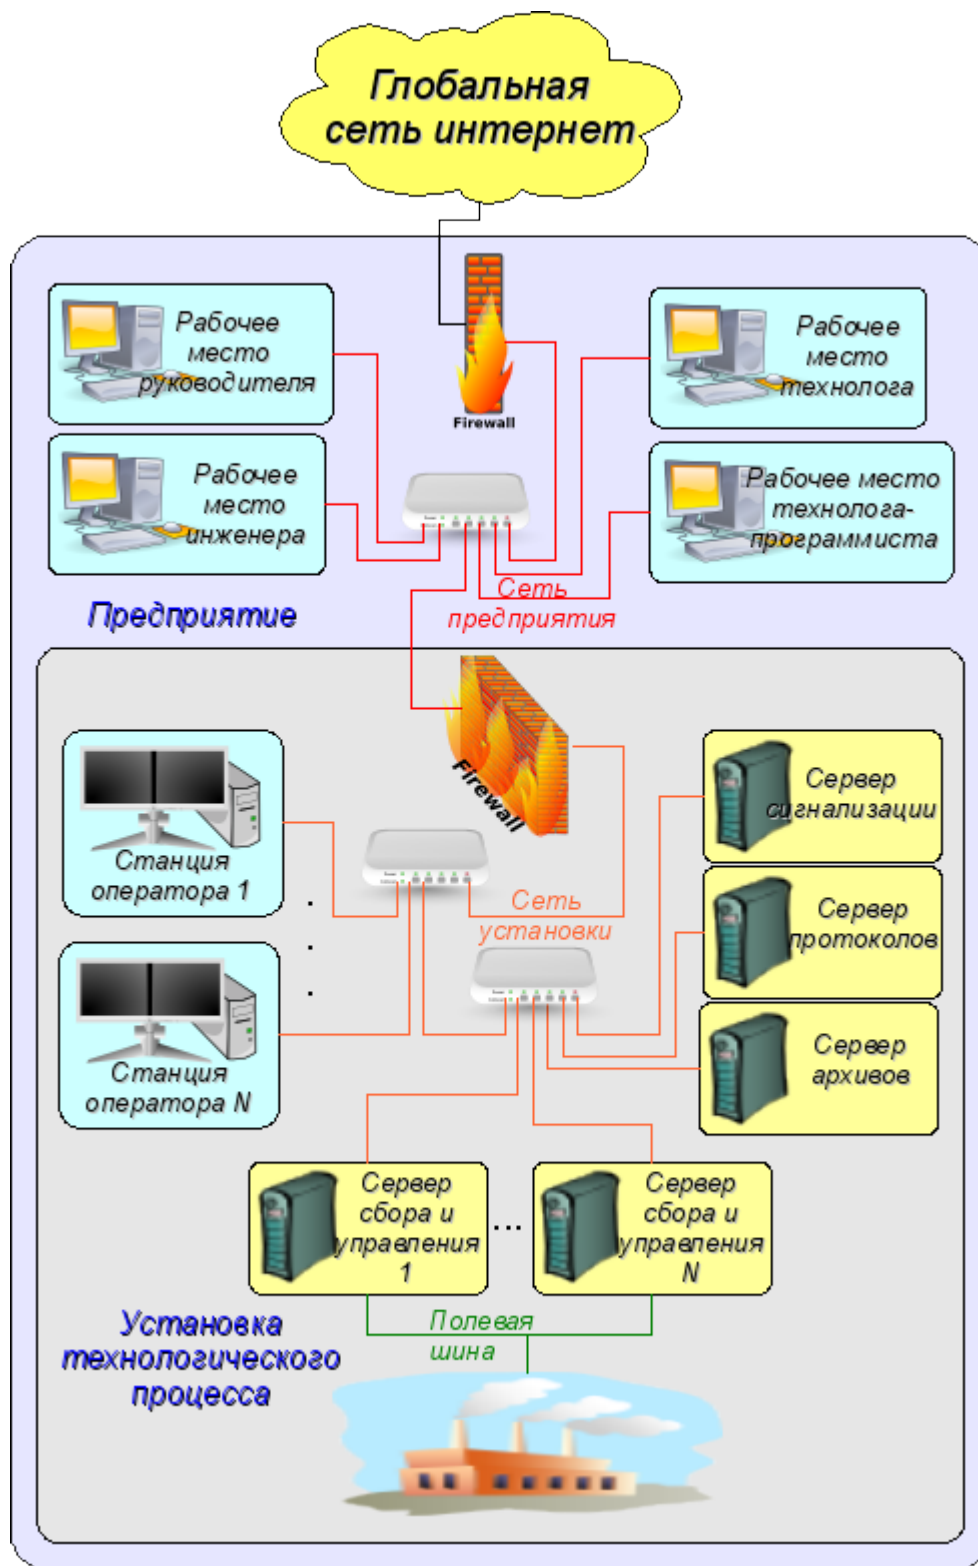 Глобальная
сеть интернет
Рабочее
место
руководителя
Рабочее
место
технолога
Firewall
Рабочее
место
инженера
Рабочее место
технолога-
программиста
Сеть
предприятия
Предприятие
Firewall
Станция
оператора 1
Сервер
сигнализации
Сеть
установки
Сервер
протоколов
Станция
оператора N
Сервер
архивов
Сервер
сбора и
управления
1
...
Сервер
сбора и
управления
N
Полевая
шина
Установка
технологического
процесса